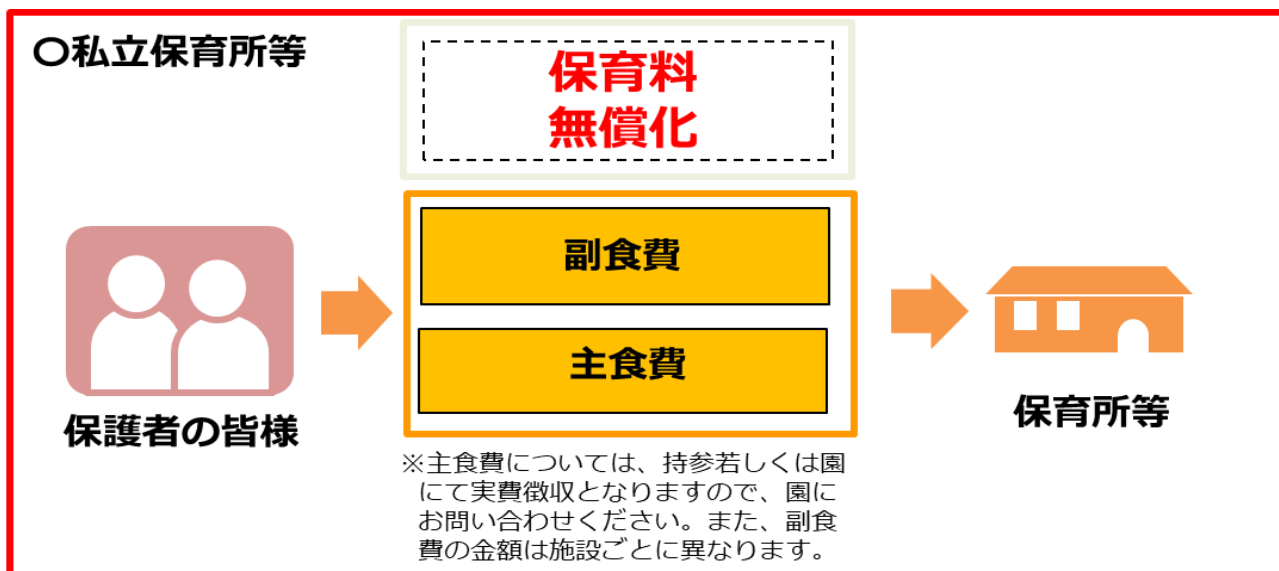 〇私立保育所等
保育料
無償化
副食費
主食費
保護者の皆様
保育所等
※主食費については、持参若しくは園
にて実費徴収となりますので、園に
お問い合わせください。また、副食
費の金額は施設ごとに異なります。